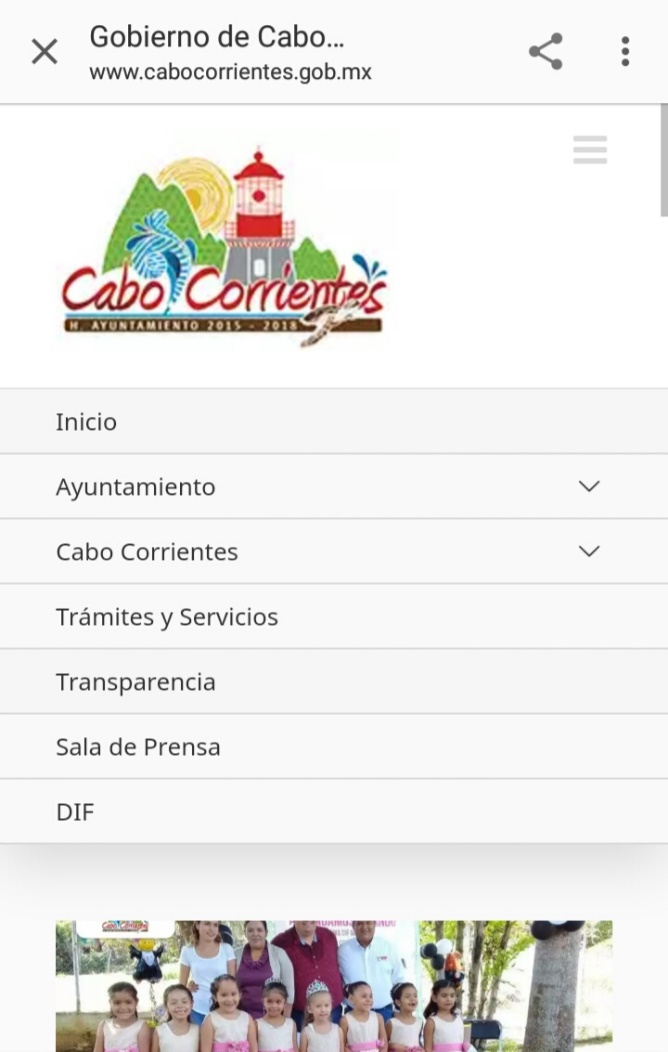 Gobierno de Cabo...
www.cabocorrientes.gob.mx
Cabo Corrientes
H. AYUNTAMIENTO 2015 - 2018
Inicio
Ayuntamiento
Cabo Corrientes
Trámites y Servicios
Transparencia
Sala de Prensa
DIF